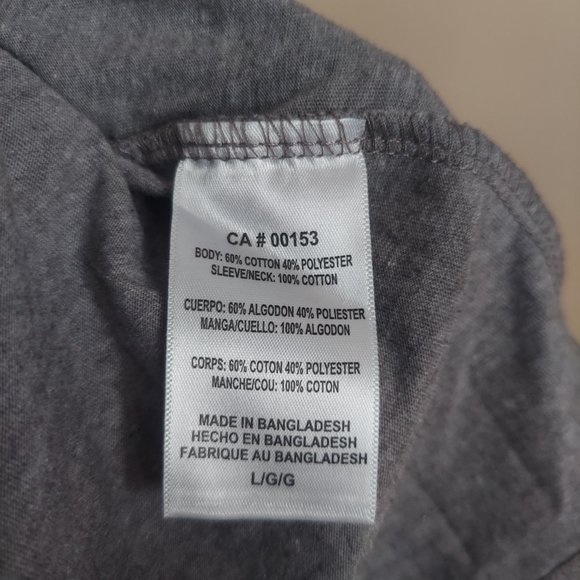 CA # 00153
BODY: 60% COTTON 40% POLYESTER
SLEEVE/NECK: 100% COTTON
CUERPO: 60% ALGODON 40% POLIESTER
MANGA/CUELLO: 100% ALGODON
CORPS: 60% COTON 40% POLYESTER
MANCHE/COU: 100% COTON
MADE IN BANGLADESH
HECHO EN BANGLADESH
FABRIQUE AU BANGLADESH
L/G/G